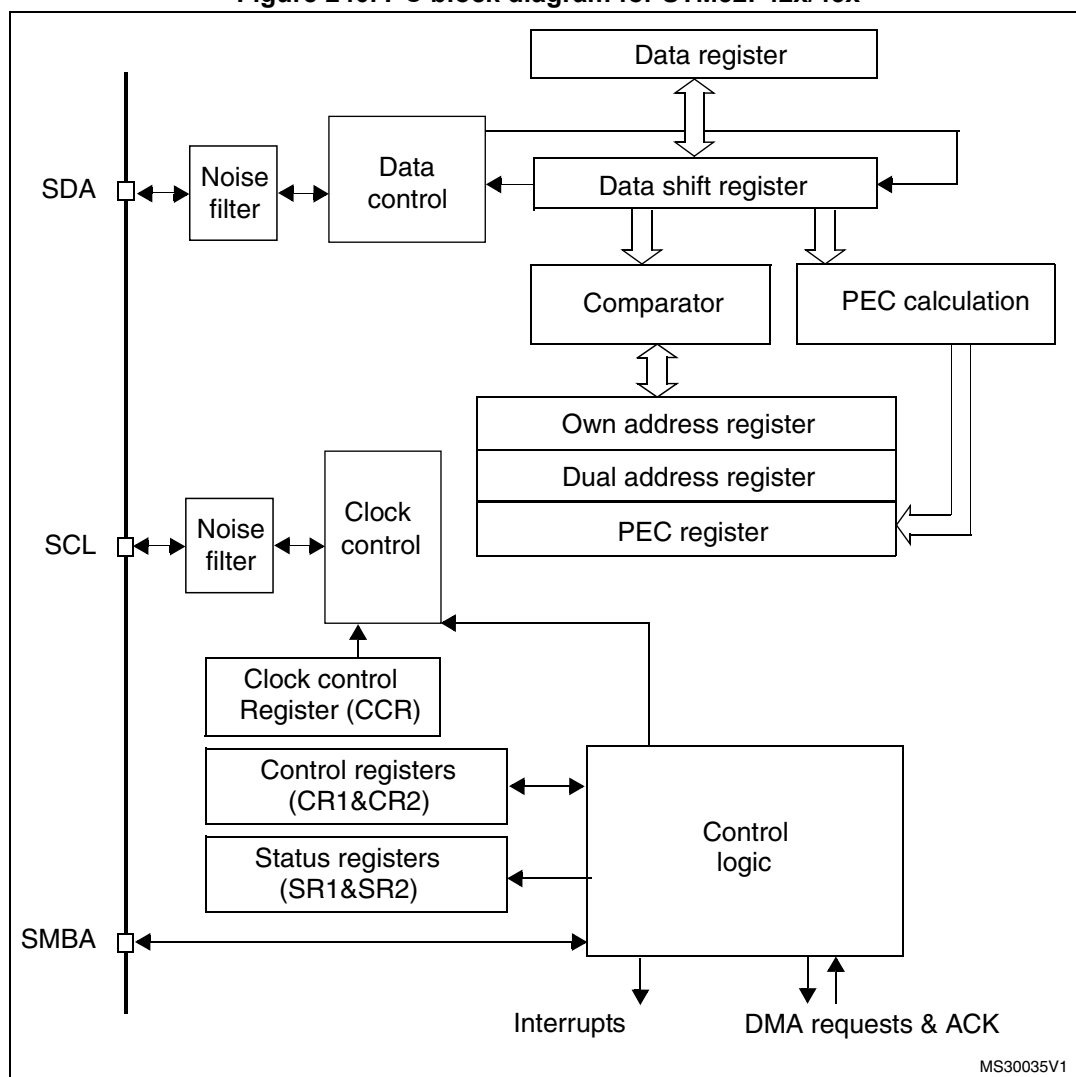 Data register
SDA
Noise
filter
Data
control
Data shift register
Comparator
PEC calculation
Own address register
Dual address register
PEC register
SCL
Noise
filter
Clock
control
Clock control
Register (CCR)
Control registers
(CR1&CR2)
Status registers
(SR1&SR2)
Control
logic
SMBA
Interrupts
DMA requests & ACK
MS30035V1